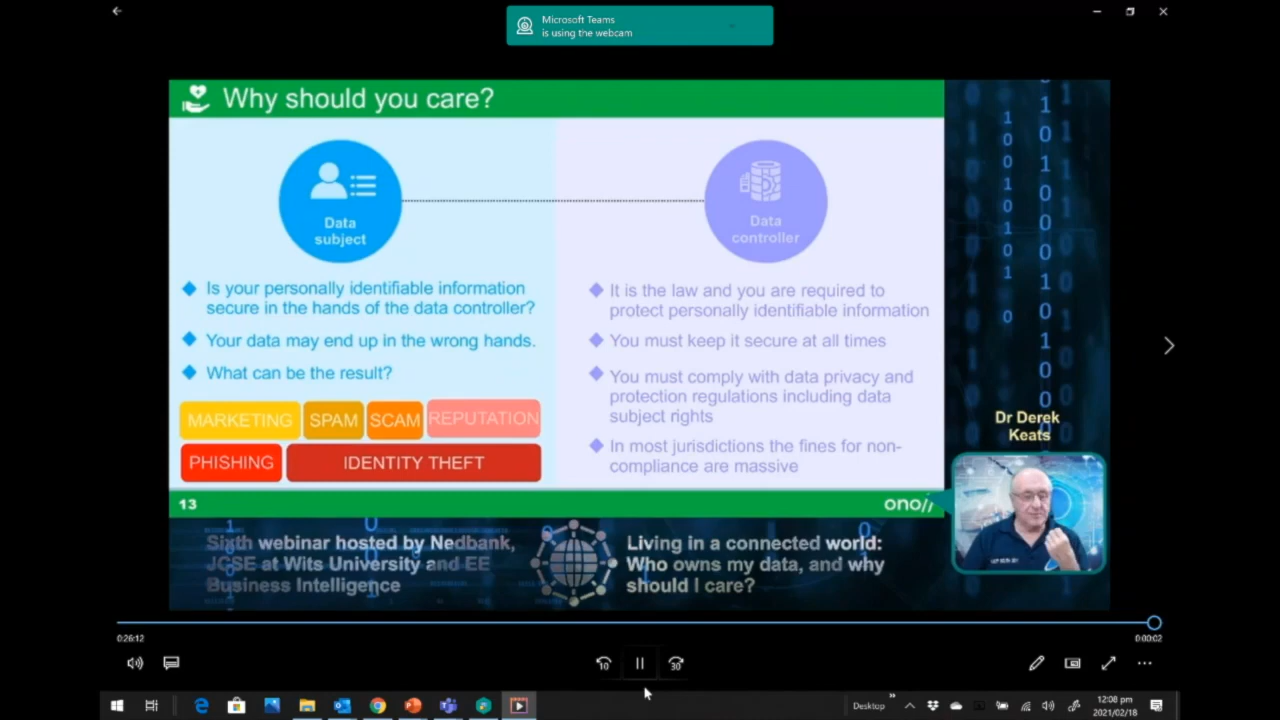 Microsoft Teams
is using the webcam
Why should you care?
Data
subject
Data
controller
Is your personally identifiable information
secure in the hands of the data controller?
Your data may end up in the wrong hands.
What can be the result?
MARKETING SPAM SCAM REPUTATION
PHISHING IDENTITY THEFT
It is the law and you are required to
protect personally identifiable information
You must keep it secure at all times
You must comply with data privacy and
protection regulations including data
subject rights
In most jurisdictions the fines for non-
compliance are massive
13
Dr Derek
Keats
Sixth webinar hosted by Nedbank,
JCSE at Wits University and EE
Business Intelligence
Living in a connected world:
Who owns my data, and why
should I care?
0:26:12
0:00:02
10
30
Desktop
12:08 pm
2021/02/18